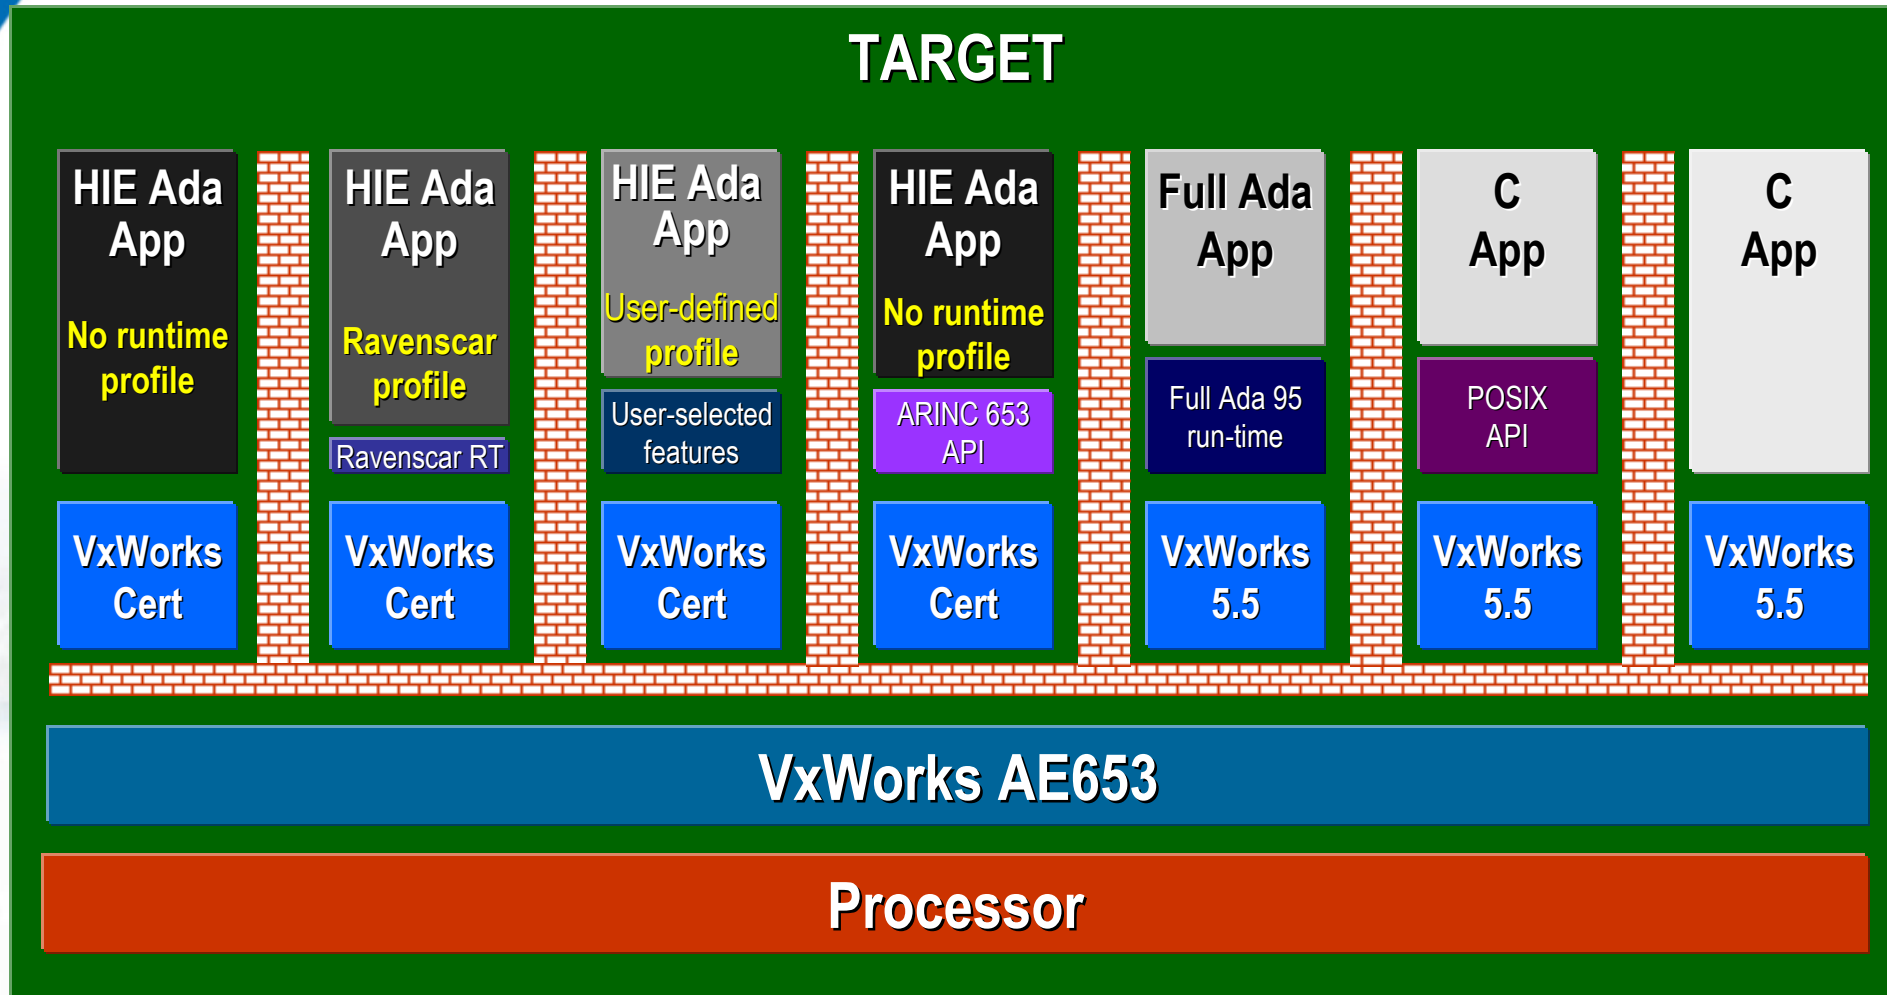 TARGET
HIE Ada
App
No runtime
profile
VxWorks
Cert
HIE Ada
App
Ravenscar
profile
Ravenscar RT
VxWorks
Cert
HIE Ada
App
User-defined
profile
User-selected
features
VxWorks
Cert
HIE Ada
App
No runtime
profile
ARINC 653
API
VxWorks
Cert
Full Ada
App
Full Ada 95
run-time
VxWorks
5.5
C
App
POSIX
API
VxWorks
5.5
C
App
VxWorks
5.5
VxWorks AE653
Processor